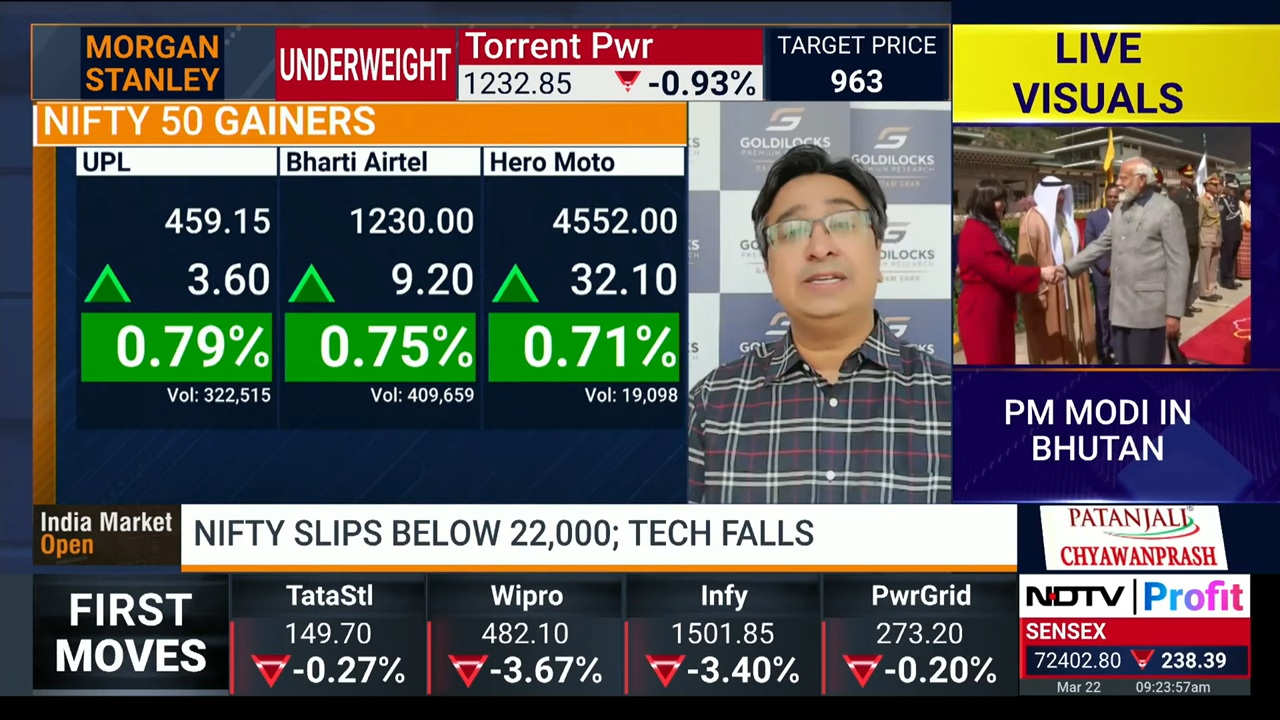 MORGAN
STANLEY
UNDERWEIGHT
Torrent Pwr
1232.85 -0.93%
TARGET PRICE
963
LIVE
VISUALS
NIFTY 50 GAINERS
UPL
459.15
3.60
0.79%
Vol: 322,515
Bharti Airtel
1230.00
9.20
0.75%
Vol: 409,659
Hero Moto
4552.00
32.10
0.71%
Vol: 19,098
GOLDILOCKS
PREMIUM RESEARCH
GOLDILOCKS
PM MODI IN
BHUTAN
India Market
Open
NIFTY SLIPS BELOW 22,000; TECH FALLS
PATANJALI
CHYAWANPRASH
FIRST
MOVES
TataStl
149.70
-0.27%
Wipro
482.10
-3.67%
Infy
1501.85
-3.40%
PwrGrid
273.20
-0.20%
NDTV Profit
SENSEX
72402.80 238.39
Mar 22 09:23:57am